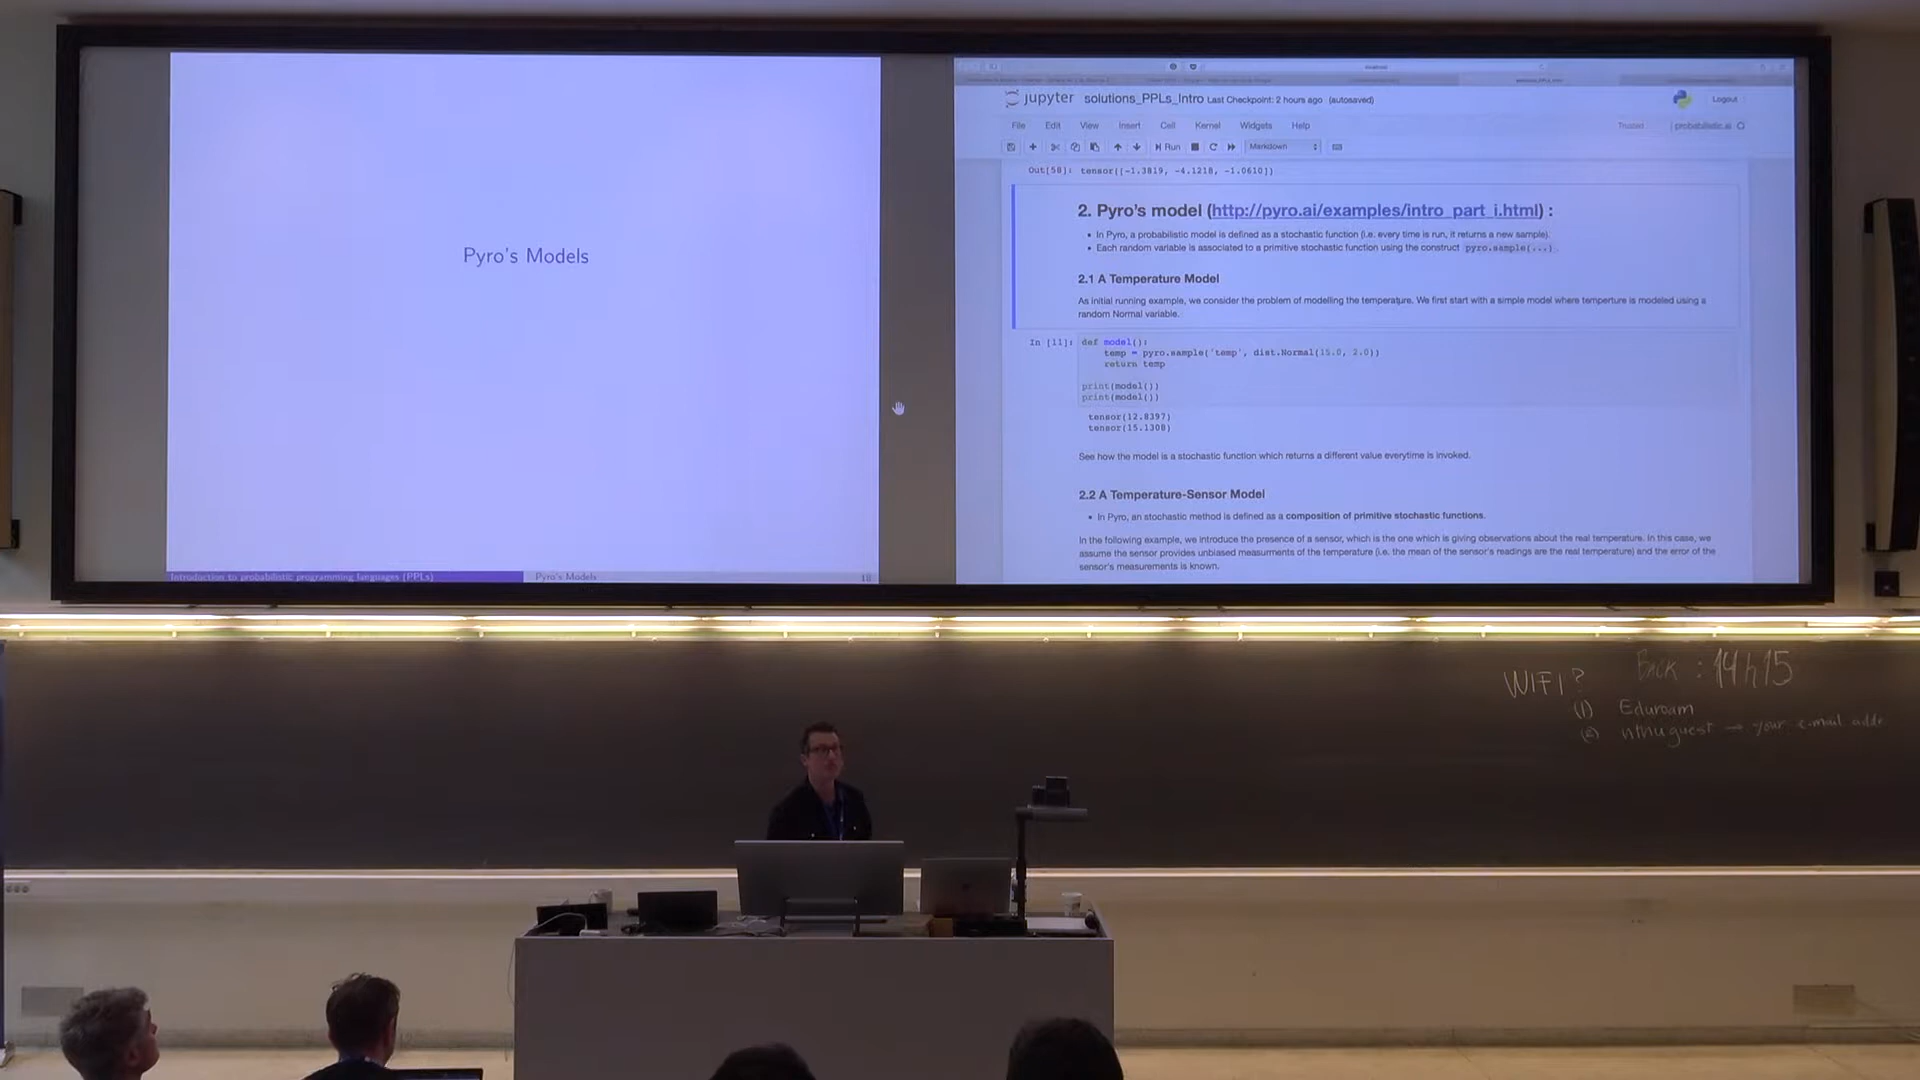 Pyro's Models
Introduction to probabilistic programming languages (PPLs)
Pyro's Models
18
jupyter solutions_PPLs_Intro Last Checkpoint: 2 hours ago (autosaved)
Logout
File Edit View Insert Cell Kernel Widgets Help
Trusted
probabilistic.ai
Run
Markdown
Out[50]: tensor([-1.3819, -4.1218, -1.0610])
2. Pyro's model (http://pyro.ai/examples/intro_part_i.html) :
• In Pyro, a probabilistic model is defined as a stochastic function (i.e. every time is run, it returns a new sample).
• Each random variable is associated to a primitive stochastic function using the construct pyro.sample(...).
2.1 A Temperature Model
As initial running example, we consider the problem of modelling the temperature. We first start with a simple model where temperture is modeled using a
random Normal variable.
In [11]: def model():
temp = pyro.sample('temp', dist.Normal(15.0, 2.0))
return temp
print(model())
print(model())
tensor(12.8397)
tensor(15.1308)
See how the model is a stochastic function which returns a different value everytime is invoked.
2.2 A Temperature-Sensor Model
• In Pyro, an stochastic method is defined as a composition of primitive stochastic functions.
In the following example, we introduce the presence of a sensor, which is the one which is giving observations about the real temperature. In this case, we
assume the sensor provides unbiased measurments of the temperature (i.e. the mean of the sensor's readings are the real temperature) and the error of the
sensor's measurements is known.
BACK : 14h15
WIFI?
(1) Eduroam
(2) ntnuguest → your e-mail adde